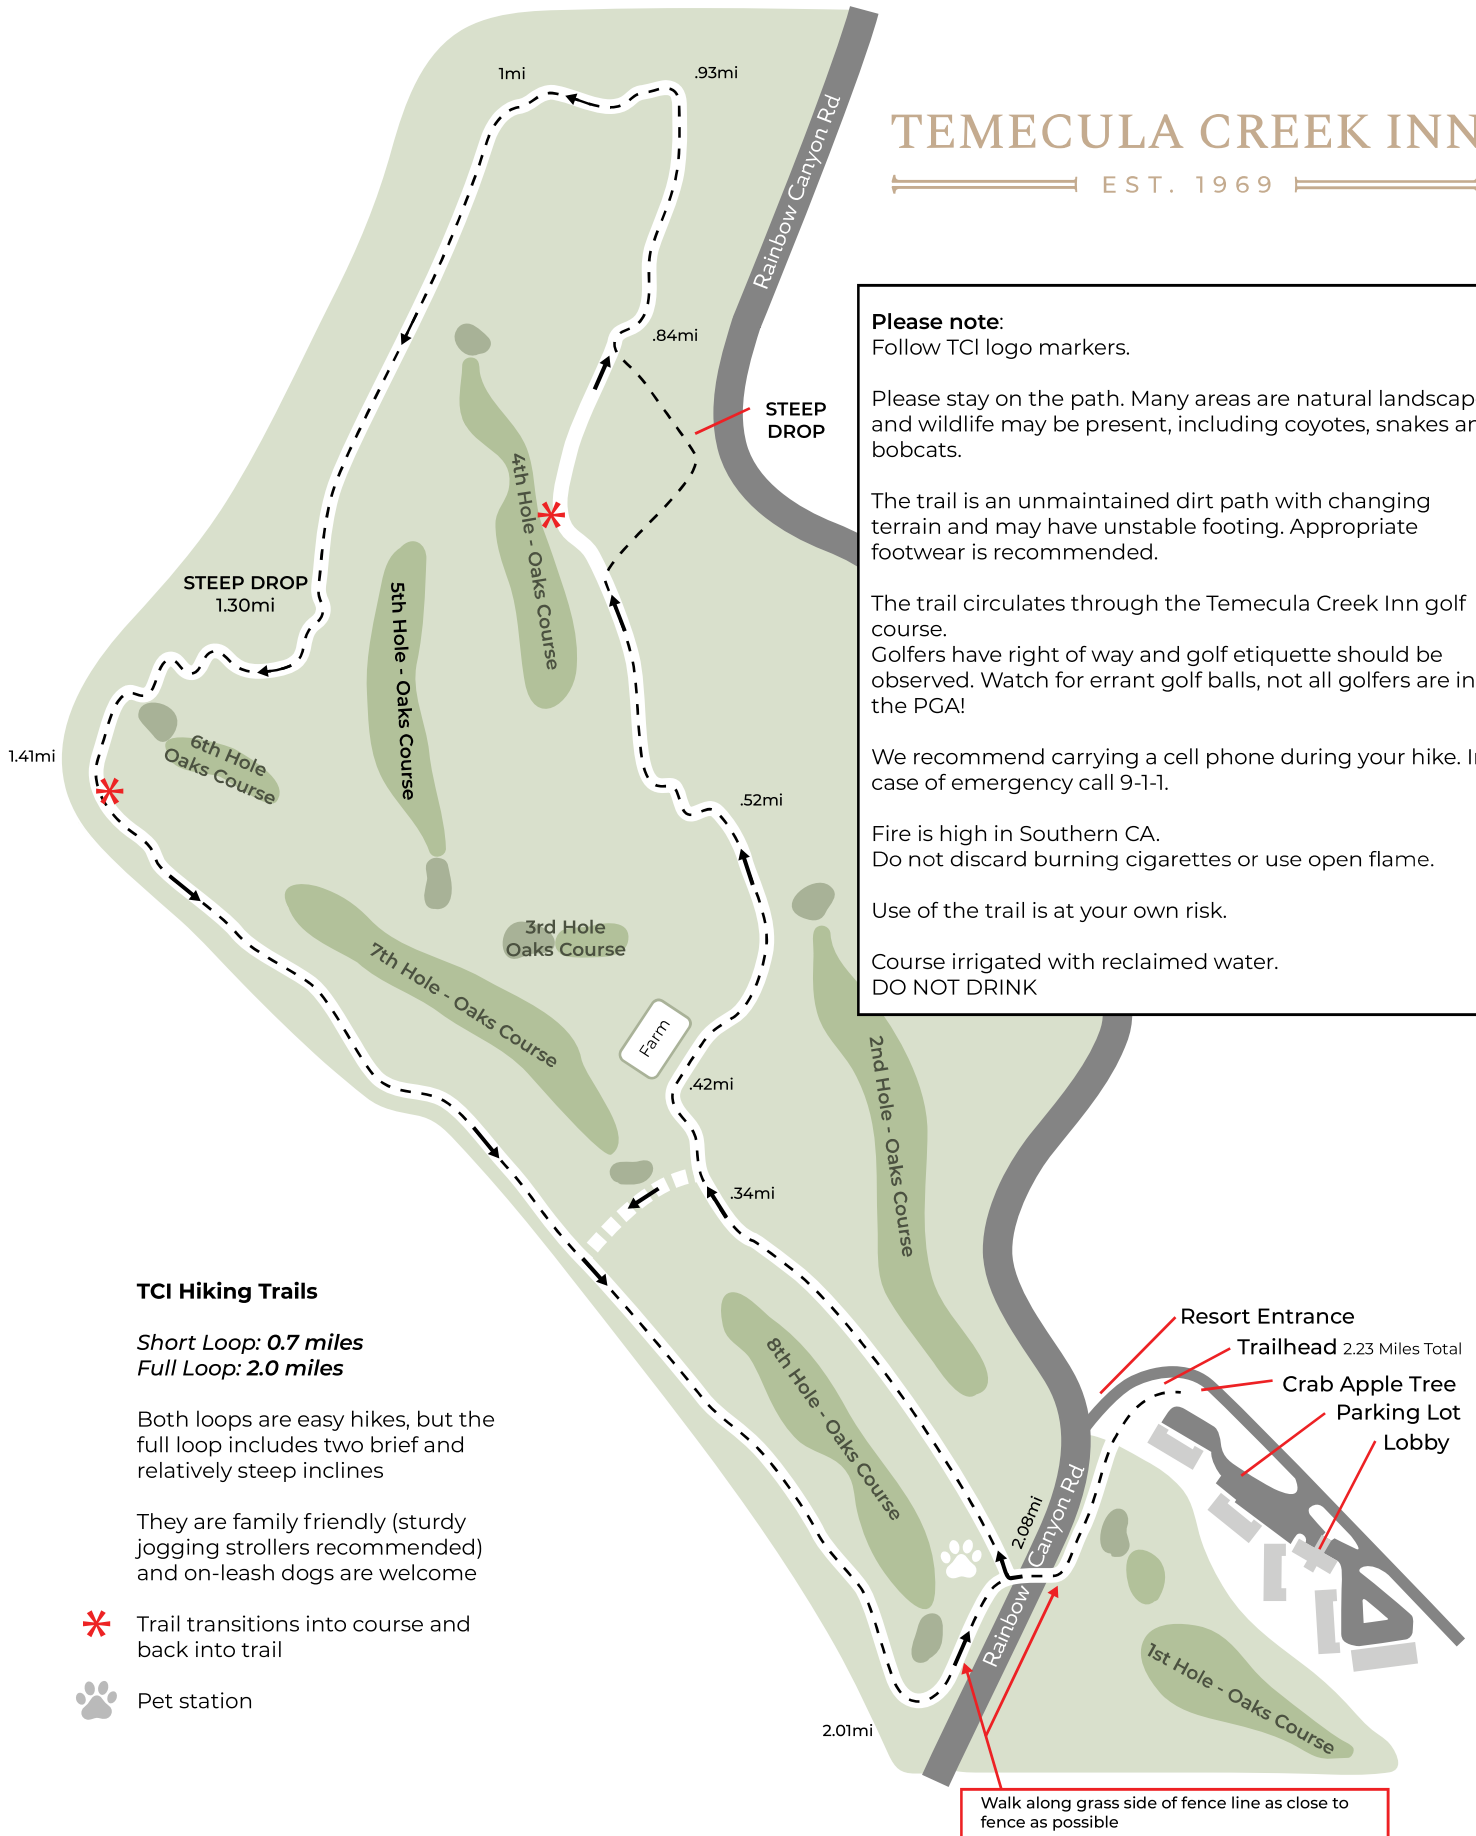 TEMECULA CREEK INN
EST. 1969
1mi
.93mi
Rainbow Canyon Rd
.84mi
STEEP
DROP
Please note:
Follow TCI logo markers.
Please stay on the path. Many areas are natural landscap
and wildlife may be present, including coyotes, snakes an
bobcats.
The trail is an unmaintained dirt path with changing
terrain and may have unstable footing. Appropriate
footwear is recommended.
The trail circulates through the Temecula Creek Inn golf
course.
Golfers have right of way and golf etiquette should be
observed. Watch for errant golf balls, not all golfers are in
the PGA!
We recommend carrying a cell phone during your hike. In
case of emergency call 9-1-1.
Fire is high in Southern CA.
Do not discard burning cigarettes or use open flame.
Use of the trail is at your own risk.
Course irrigated with reclaimed water.
DO NOT DRINK
4th Hole - Oaks Course
STEEP DROP
1.30mi
5th Hole - Oaks Course
1.41mi
6th Hole
Oaks Course
.52mi
3rd Hole
Oaks Course
7th Hole - Oaks Course
Farm
.42mi
2nd Hole - Oaks Course
.34mi
TCI Hiking Trails
Short Loop: 0.7 miles
Full Loop: 2.0 miles
Both loops are easy hikes, but the
full loop includes two brief and
relatively steep inclines
They are family friendly (sturdy
jogging strollers recommended)
and on-leash dogs are welcome
Trail transitions into course and
back into trail
Pet station
8th Hole - Oaks Course
Resort Entrance
Trailhead 2.23 Miles Total
Crab Apple Tree
Parking Lot
Lobby
2.08mi
Rainbow Canyon Rd
1st Hole - Oaks Course
2.01mi
Walk along grass side of fence line as close to
fence as possible